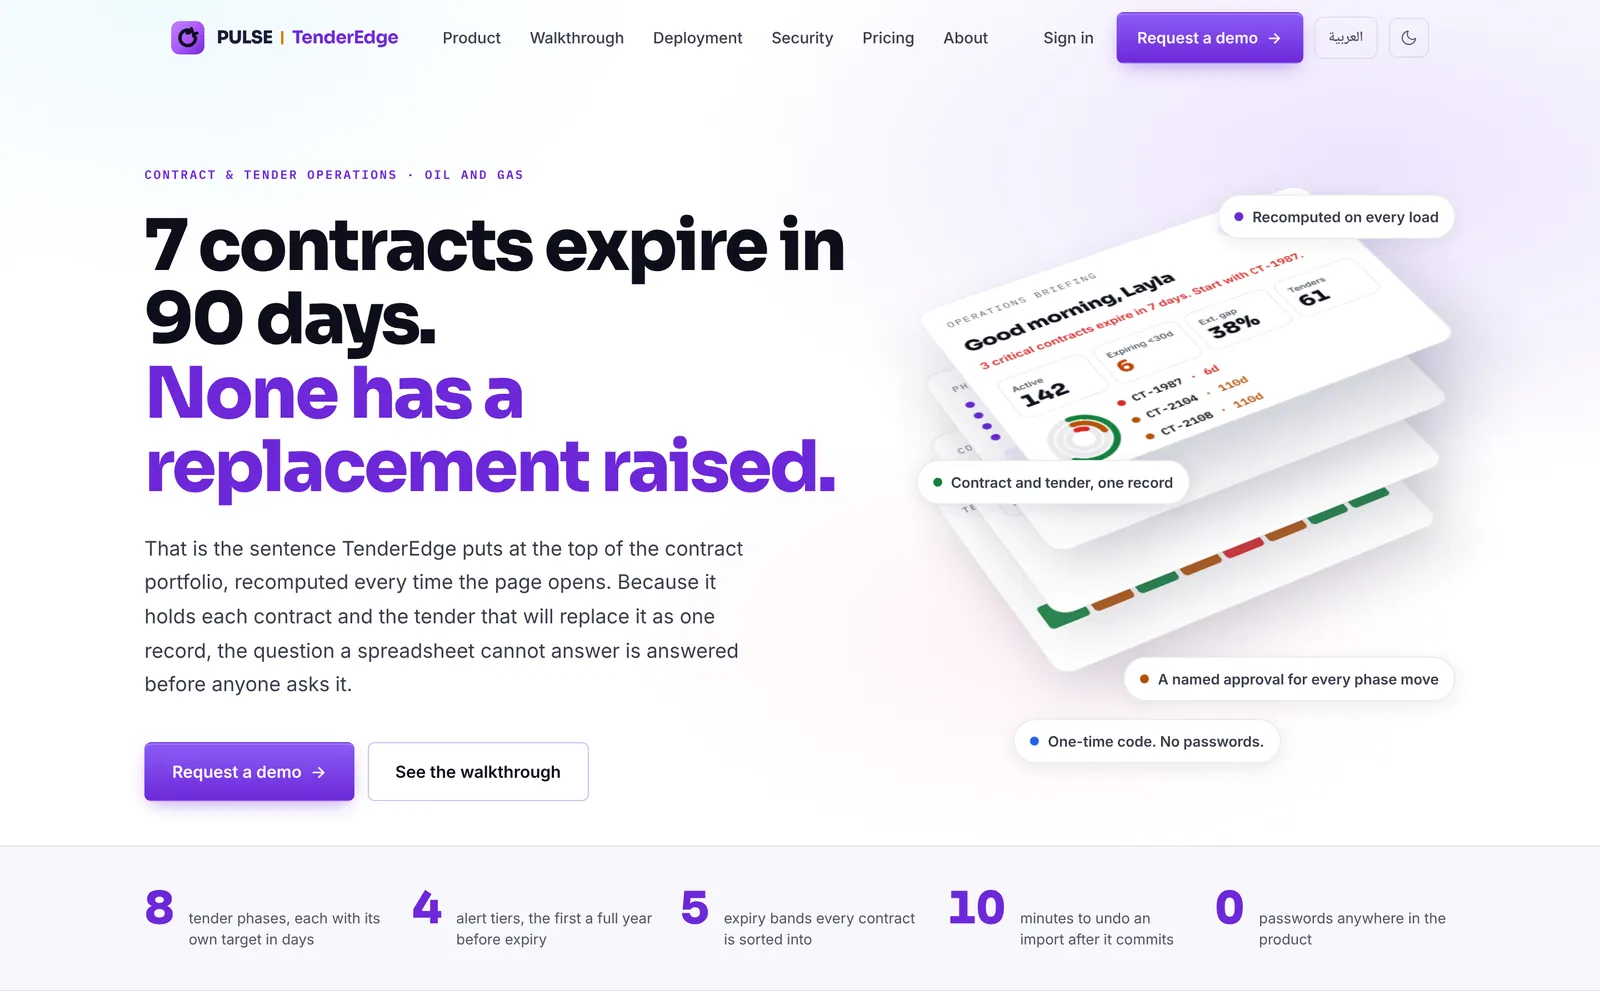 PULSE | TenderEdge
Product
Walkthrough
Deployment
Security
Pricing
About
Sign in
Request a demo →
العربية
CONTRACT & TENDER OPERATIONS · OIL AND GAS
7 contracts expire in
90 days.
None has a
replacement raised.
That is the sentence TenderEdge puts at the top of the contract
portfolio, recomputed every time the page opens. Because it
holds each contract and the tender that will replace it as one
record, the question a spreadsheet cannot answer is answered
before anyone asks it.
Request a demo →
See the walkthrough
Recomputed on every load
OPERATIONS BRIEFING
Good morning, Layla
3 critical contracts expire in 7 days. Start with CT-1987.
Active
142
Expiring <30d
6
Ext. gap
38%
Tenders
61
CT-1987 · 6d
CT-2104 · 110d
CT-2108 · 110d
PH
CO
TE
Contract and tender, one record
A named approval for every phase move
One-time code. No passwords.
8
tender phases, each with its
own target in days
4
alert tiers, the first a full year
before expiry
5
expiry bands every contract
is sorted into
10
minutes to undo an
import after it commits
0
passwords anywhere in the
product